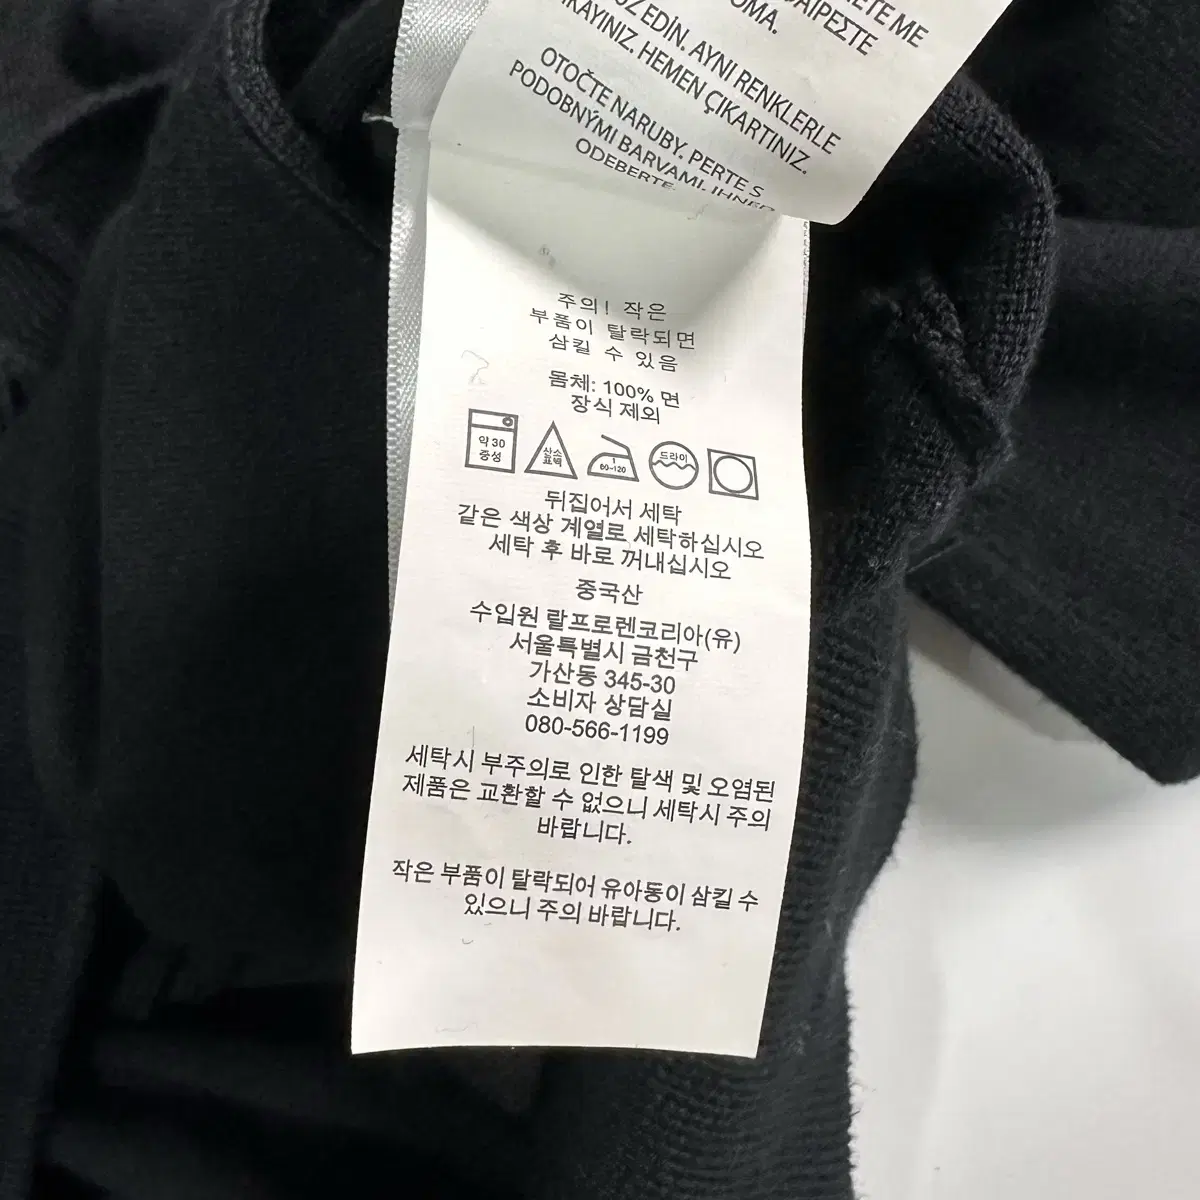 ETE ME
ΔΑΙΡΕΣΤΕ
OMA.
UZ EDİN. AYNI RENKLERLE
IKAYINIZ. HEMEN ÇIKARTINIZ.
OTOČTE NARUBY. PERTE S
PODOBNÝMI BARVAMI. IHNED
ODEBERTE.
주의! 작은
부품이 탈락되면
삼킬 수 있음
몸체: 100% 면
장식 제외
약 30
중성
산소
표백
1
60~120
드라이
뒤집어서 세탁
같은 색상 계열로 세탁하십시오
세탁 후 바로 꺼내십시오
중국산
수입원 랄프로렌코리아(유)
서울특별시 금천구
가산동 345-30
소비자 상담실
080-566-1199
세탁시 부주의로 인한 탈색 및 오염된
제품은 교환할 수 없으니 세탁시 주의
바랍니다.
작은 부품이 탈락되어 유아동이 삼킬 수
있으니 주의 바랍니다.